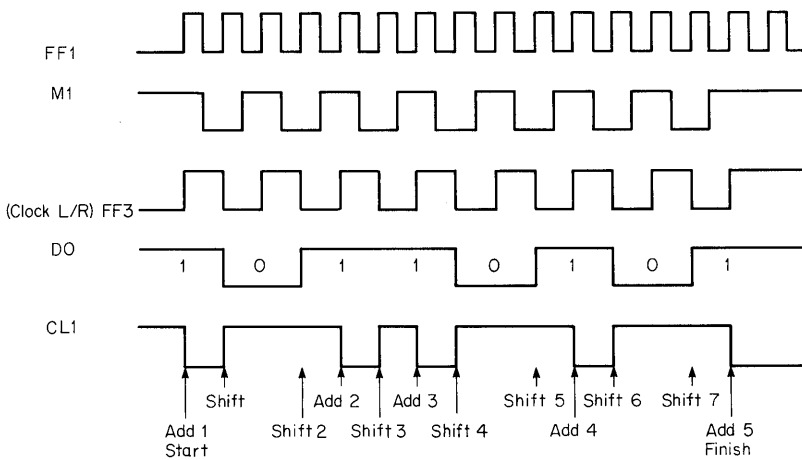 FF1
M1
(Clock L/R) FF3
DO
1 0 1 1 0 1 0 1
CL1
Shift Add 2 Add 3 Shift 5 Shift 6 Shift 7
Add 1 Shift 2 Shift 3 Shift 4 Add 4 Add 5
Start Finish